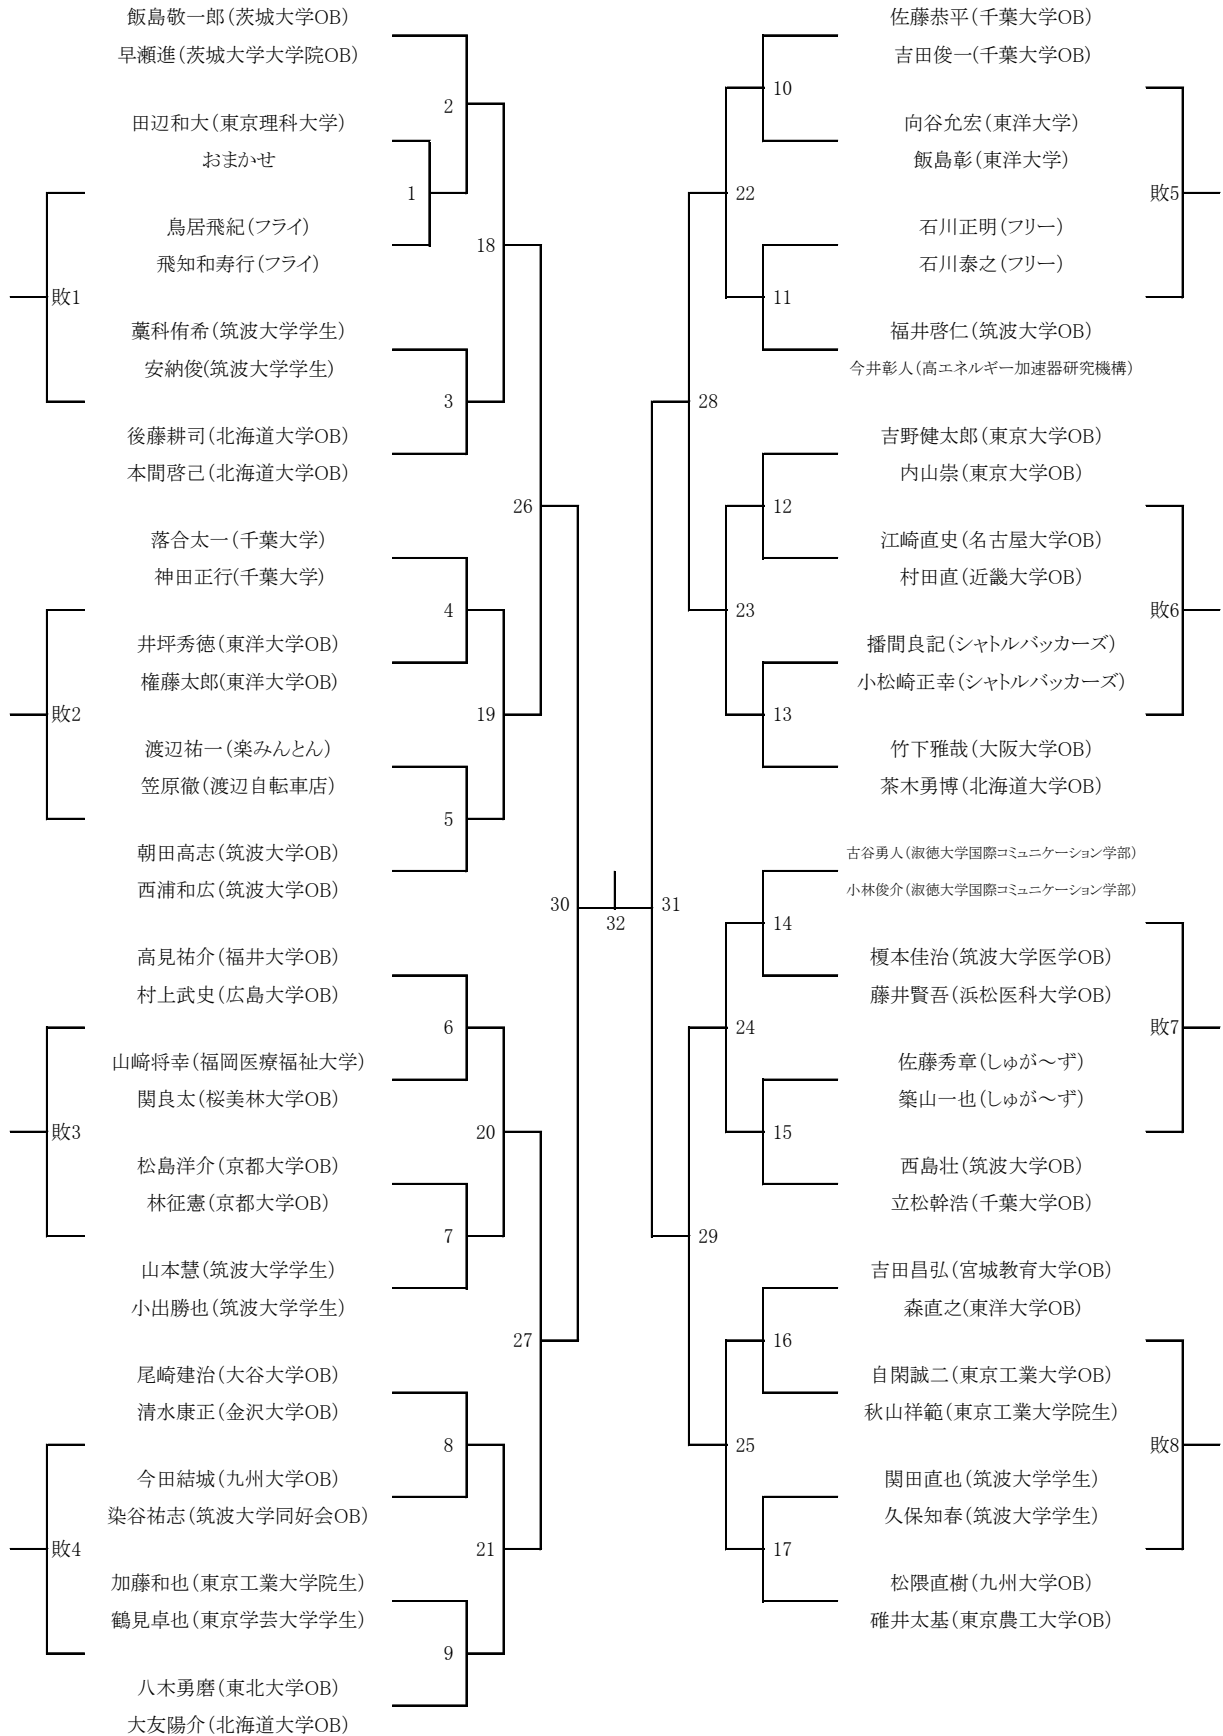 飯島敬一郎(茨城大学OB)
早瀬進(茨城大学大学院OB)
2
田辺和大(東京理科大学)
おまかせ
1
鳥居飛紀(フライ)
18
飛知和寿行(フライ)
敗1
藁科侑希(筑波大学学生)
安納俊(筑波大学学生)
3
後藤耕司(北海道大学OB)
本間啓己(北海道大学OB)
26
落合太一(千葉大学)
神田正行(千葉大学)
4
井坪秀徳(東洋大学OB)
権藤太郎(東洋大学OB)
敗2
19
渡辺祐一(楽みんとん)
笠原徹(渡辺自転車店)
5
朝田高志(筑波大学OB)
西浦和広(筑波大学OB)
30
32
31
高見祐介(福井大学OB)
村上武史(広島大学OB)
6
山﨑将幸(福岡医療福祉大学)
関良太(桜美林大学OB)
敗3
20
松島洋介(京都大学OB)
林征憲(京都大学OB)
7
山本慧(筑波大学学生)
小出勝也(筑波大学学生)
27
尾崎建治(大谷大学OB)
清水康正(金沢大学OB)
8
今田結城(九州大学OB)
染谷祐志(筑波大学同好会OB)
敗4
21
加藤和也(東京工業大学院生)
鶴見卓也(東京学芸大学学生)
9
八木勇磨(東北大学OB)
大友陽介(北海道大学OB)
佐藤恭平(千葉大学OB)
吉田俊一(千葉大学OB)
10
向谷允宏(東洋大学)
飯島彰(東洋大学)
22
敗5
石川正明(フリー)
石川泰之(フリー)
11
福井啓仁(筑波大学OB)
今井彰人(高エネルギー加速器研究機構)
28
吉野健太郎(東京大学OB)
内山崇(東京大学OB)
12
江崎直史(名古屋大学OB)
村田直(近畿大学OB)
23
敗6
播間良記(シャトルバッカーズ)
小松崎正幸(シャトルバッカーズ)
13
竹下雅哉(大阪大学OB)
茶木勇博(北海道大学OB)
古谷勇人(淑徳大学国際コミュニケーション学部)
小林俊介(淑徳大学国際コミュニケーション学部)
14
榎本佳治(筑波大学医学OB)
藤井賢吾(浜松医科大学OB)
24
敗7
佐藤秀章(しゅが～ず)
築山一也(しゅが～ず)
15
西島壮(筑波大学OB)
立松幹浩(千葉大学OB)
29
吉田昌弘(宮城教育大学OB)
森直之(東洋大学OB)
16
自閑誠二(東京工業大学OB)
秋山祥範(東京工業大学院生)
25
敗8
関田直也(筑波大学学生)
久保知春(筑波大学学生)
17
松隈直樹(九州大学OB)
碓井太基(東京農工大学OB)